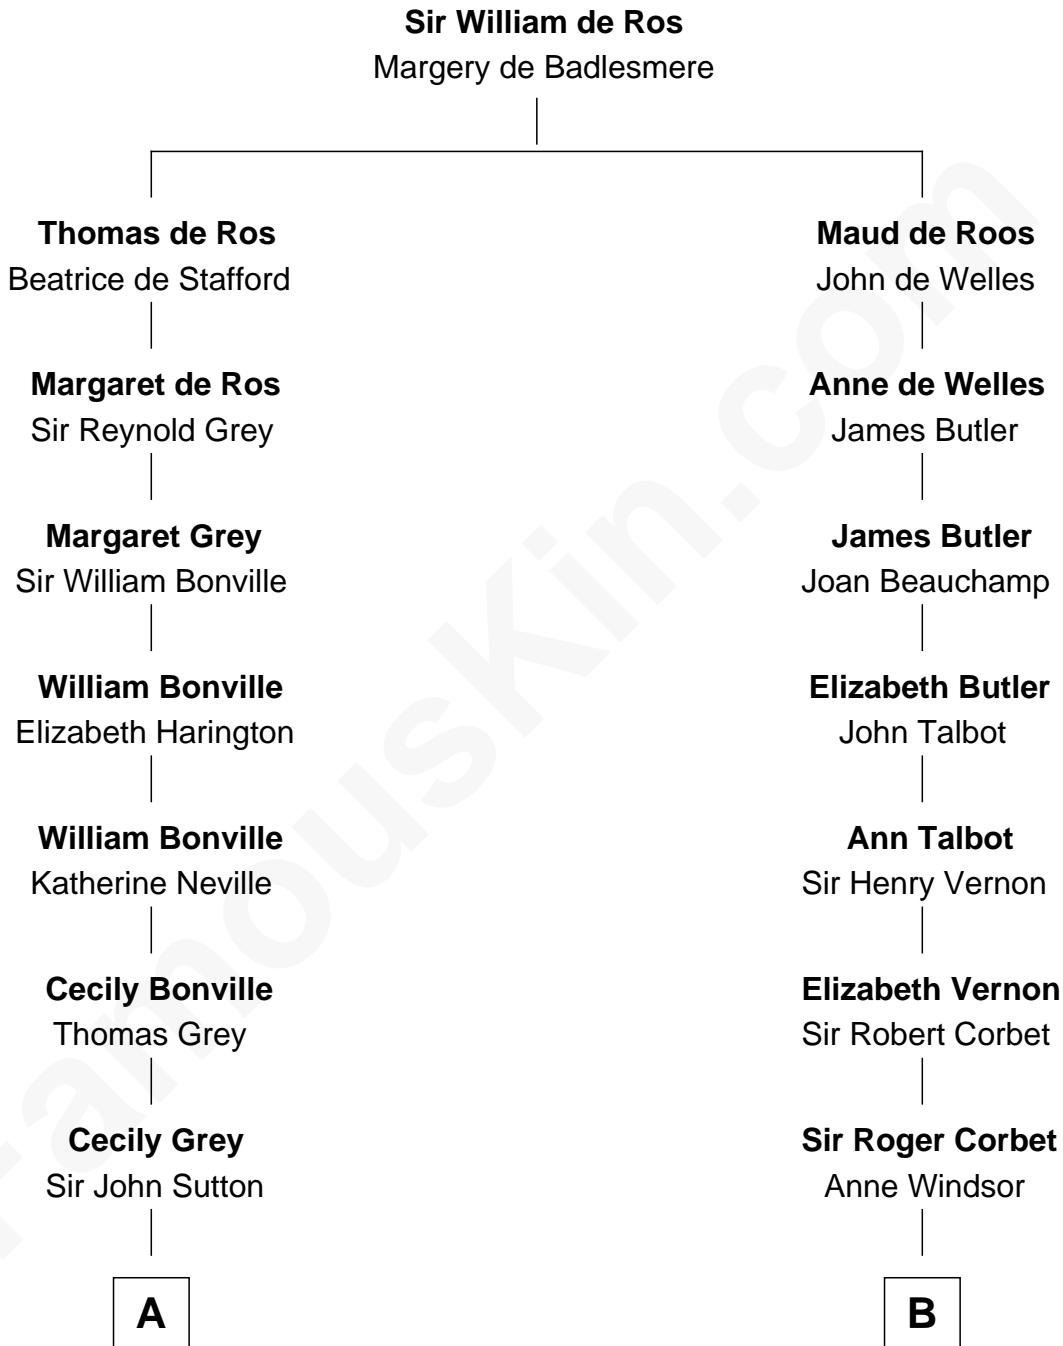 Sir William de Ros
Margery de Badlesmere
Thomas de Ros
Beatrice de Stafford
Margaret de Ros
Sir Reynold Grey
Margaret Grey
Sir William Bonville
William Bonville
Elizabeth Harington
William Bonville
Katherine Neville
Cecily Bonville
Thomas Grey
Cecily Grey
Sir John Sutton
A
Maud de Roos
John de Welles
Anne de Welles
James Butler
James Butler
Joan Beauchamp
Elizabeth Butler
John Talbot
Ann Talbot
Sir Henry Vernon
Elizabeth Vernon
Sir Robert Corbet
Sir Roger Corbet
Anne Windsor
B
FamousKin.com